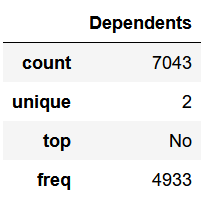 Dependents
count 7043
unique 2
top No
freq 4933